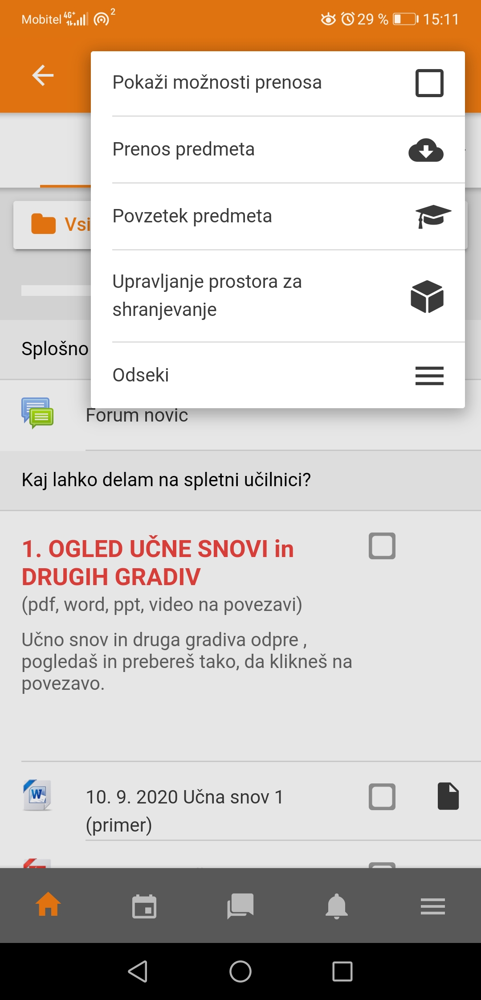 Mobitel 4G+ 2 29 % 15:11
Pokaži možnosti prenosa
Prenos predmeta
Povzetek predmeta
Vsi
Upravljanje prostora za
shranjevanje
Splošno
Odseki
Forum novic
Kaj lahko delam na spletni učilnici?
1. OGLED UČNE SNOVI in
DRUGIH GRADIV
(pdf, word, ppt, video na povezavi)
Učno snov in druga gradiva odpre ,
pogledaš in prebereš tako, da klikneš na
povezavo.
W
10. 9. 2020 Učna snov 1
(primer)